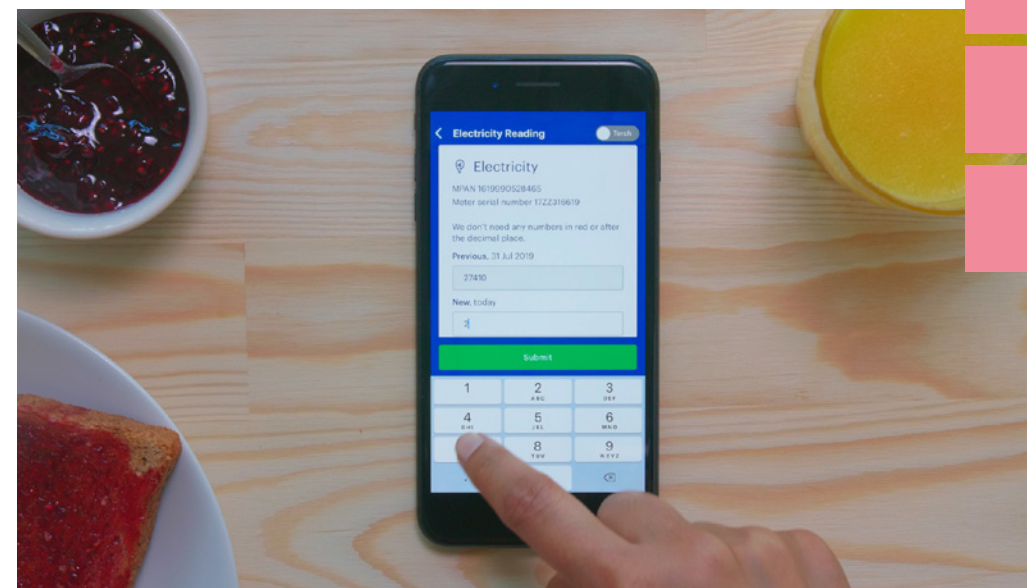 Electricity Reading
Torch
Electricity
MPAN 1619990528465
Meter serial number 17ZZ316619
We don't need any numbers in red or after
the decimal place.
Previous, 31 Jul 2019
27410
New, today
2
Submit
1
2
ABC
3
DEF
4
GHI
5
JKL
6
MNO
8
TUV
9
WXYZ